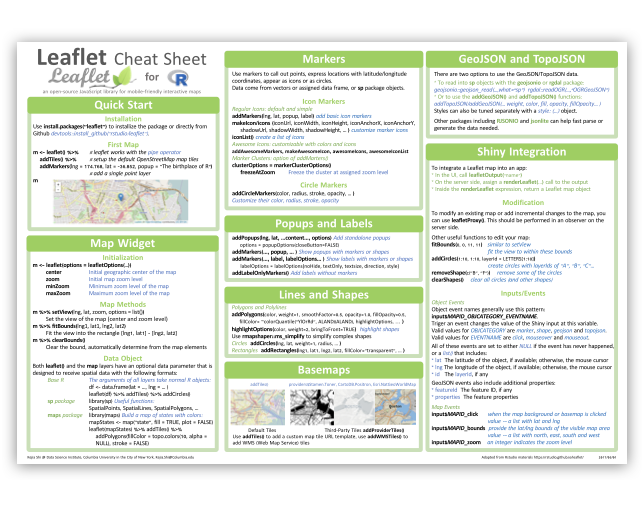 Leaflet Cheat Sheet
Leaflet for R
an open-source JavaScript library for mobile-friendly interactive maps
Quick Start
Installation
Use install.packages("leaflet") to install the package or directly from
Github devtools::install_github("rstudio/leaflet").
First Map
m <- leaflet() %>% # leaflet works with the pipe operator
addTiles() %>% # setup the default OpenStreetMap map tiles
addMarkers(lng = 174.768, lat = -36.852, popup = "The birthplace of R")
# add a single point layer
m
Map Widget
Initialization
m <- leaflet(options = leafletOptions(..))
center Initial geographic center of the map
zoom Initial map zoom level
minZoom Minimum zoom level of the map
maxZoom Maximum zoom level of the map
Map Methods
m %>% setView(lng, lat, zoom, options = list())
Set the view of the map (center and zoom level)
m %>% fitBounds(lng1, lat1, lng2, lat2)
Fit the view into the rectangle [lng1, lat1] - [lng2, lat2]
m %>% clearBounds()
Clear the bound, automatically determine from the map elements
Data Object
Both leaflet() and the map layers have an optional data parameter that is
designed to receive spatial data with the following formats:
Base R The arguments of all layers take normal R objects:
df <- data.frame(lat = ..., lng = ... )
leaflet(df) %>% addTiles() %>% addCircles()
sp package library(sp) Useful functions:
SpatialPoints, SpatialLines, SpatialPolygons, ...
maps package library(maps) Build a map of states with colors:
mapStates <- map("state", fill = TRUE, plot = FALSE)
leaflet(mapStates) %>% addTiles() %>%
addPolygons(fillColor = topo.colors(10, alpha =
NULL), stroke = FALSE)
Markers
Use markers to call out points, express locations with latitude/longitude
coordinates, appear as icons or as circles.
Data come from vectors or assigned data frame, or sp package objects.
Icon Markers
Regular Icons: default and simple
addMarkers(lng, lat, popup, label) add basic icon markers
makeIcon/icons (iconUrl, iconWidth, iconHeight, iconAnchorX, iconAnchorY,
shadowUrl, shadowWidth, shadowHeight, ... ) customize marker icons
iconList() create a list of icons
Awesome Icons: customizable with colors and icons
addAwesomeMarkers, makeAwesomeIcon, awesomeIcons, awesomeIconList
Marker Clusters: option of addMarkers()
clusterOptions = markerClusterOptions()
freezeAtZoom Freeze the cluster at assigned zoom level
Circle Markers
addCircleMarkers(color, radius, stroke, opacity, ... )
Customize their color, radius, stroke, opacity
Popups and Labels
addPopups(lng, lat, ...content..., options) Add standalone popups
options = popupOptions(closeButton=FALSE)
addMarkers(..., popup, ... ) Show popups with markers or shapes
addMarkers(..., label, labelOptions... ) Show labels with markers or shapes
labelOptions = labelOptions(noHide, textOnly, textsize, direction, style)
addLabelOnlyMarkers() Add labels without markers
Lines and Shapes
Polygons and Polylines
addPolygons(color, weight=1, smoothFactor=0.5, opacity=1.0, fillOpacity=0.5,
fillColor= ~colorQuantile("YlOrRd", ALAND)(ALAND), highlightOptions, ... )
highlightOptions(color, weight=2, bringToFront=TRUE) highlight shapes
Use rmapshaper::ms_simplify to simplify complex shapes
Circles addCircles(lng, lat, weight=1, radius, ... )
Rectangles addRectangles(lng1, lat1, lng2, lat2, fillColor="transparent", ... )
Basemaps
Default Tiles Third-Party Tiles addProviderTiles()
Use addTiles() to add a custom map tile URL template, use addWMSTiles() to
add WMS (Web Map Service) tiles
GeoJSON and TopoJSON
There are two options to use the GeoJSON/TopoJSON data.
* To read into sp objects with the geojsonio or rgdal package:
geojsonio::geojson_read(...what="sp") rgdal::readOGR(...,"OGRGeoJSON")
* Or to use the addGeoJSON() and addTopoJSON() functions:
addTopoJSON/addGeoJSON(... weight, color, fill, opacity, fillOpacity... )
Styles can also be tuned separately with a style: {...} object.
Other packages including RJSONIO and jsonlite can help fast parse or
generate the data needed.
Shiny Integration
To integrate a Leaflet map into an app:
* In the UI, call leafletOutput("name")
* On the server side, assign a renderLeaflet(...) call to the output
* Inside the renderLeaflet expression, return a Leaflet map object
Modification
To modify an existing map or add incremental changes to the map, you
can use leafletProxy(). This should be performed in an observer on the
server side.
Other useful functions to edit your map:
fitBounds(0, 0, 11, 11) similar to setView
fit the view to within these bounds
addCircles(1:10, 1:10, layerId = LETTERS[1:10])
create circles with layerIds of "A", "B", "C"...
removeShape(c("B", "F")) remove some of the circles
clearShapes() clear all circles (and other shapes)
Inputs/Events
Object Events
Object event names generally use this pattern:
input$MAPID_OBJCATEGORY_EVENTNAME.
Triger an event changes the value of the Shiny input at this variable.
Valid values for OBJCATEGORY are marker, shape, geojson and topojson.
Valid values for EVENTNAME are click, mouseover and mouseout.
All of these events are set to either NULL if the event has never happened,
or a list() that includes:
* lat The latitude of the object, if available; otherwise, the mouse cursor
* lng The longitude of the object, if available; otherwise, the mouse cursor
* id The layerId, if any
GeoJSON events also include additional properties:
* featureId The feature ID, if any
* properties The feature properties
Map Events
input$MAPID_click when the map background or basemap is clicked
value -- a list with lat and lng
input$MAPID_bounds provide the lat/lng bounds of the visible map area
value -- a list with north, east, south and west
input$MAPID_zoom an integer indicates the zoom level